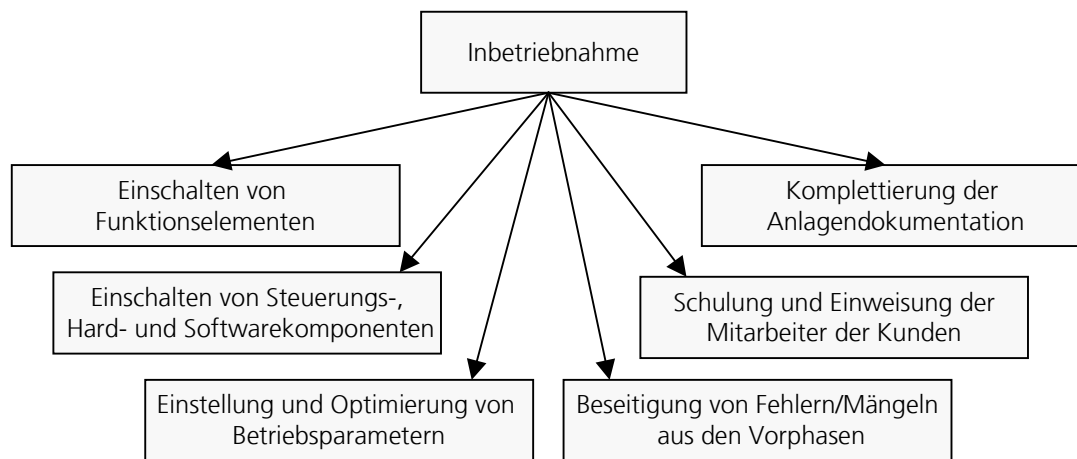 Inbetriebnahme
Einschalten von
Funktionselementen
Komplettierung der
Anlagendokumentation
Einschalten von Steuerungs-,
Hard- und Softwarekomponenten
Schulung und Einweisung der
Mitarbeiter der Kunden
Einstellung und Optimierung von
Betriebsparametern
Beseitigung von Fehlern/Mängeln
aus den Vorphasen